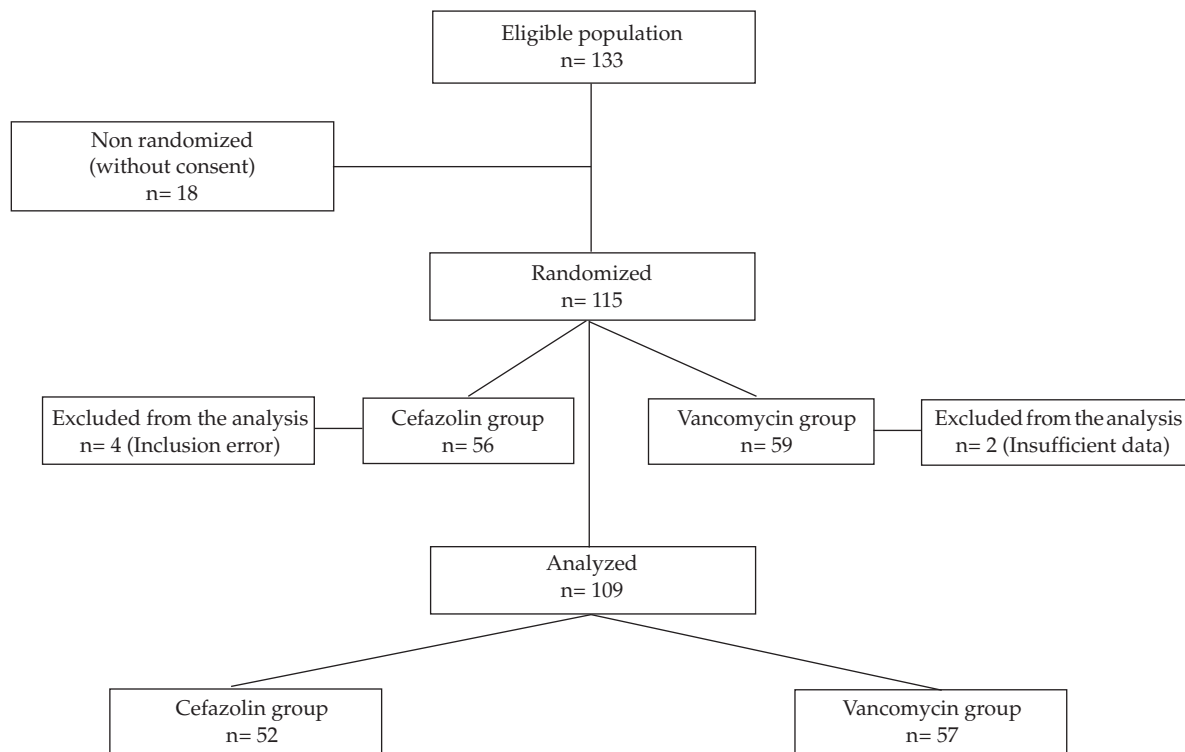 Eligible population
n= 133
Non randomized
(without consent)
n= 18
Randomized
n= 115
Excluded from the analysis
n= 4 (Inclusion error)
Cefazolin group
n= 56
Vancomycin group
n= 59
Excluded from the analysis
n= 2 (Insufficient data)
Analyzed
n= 109
Cefazolin group
n= 52
Vancomycin group
n= 57